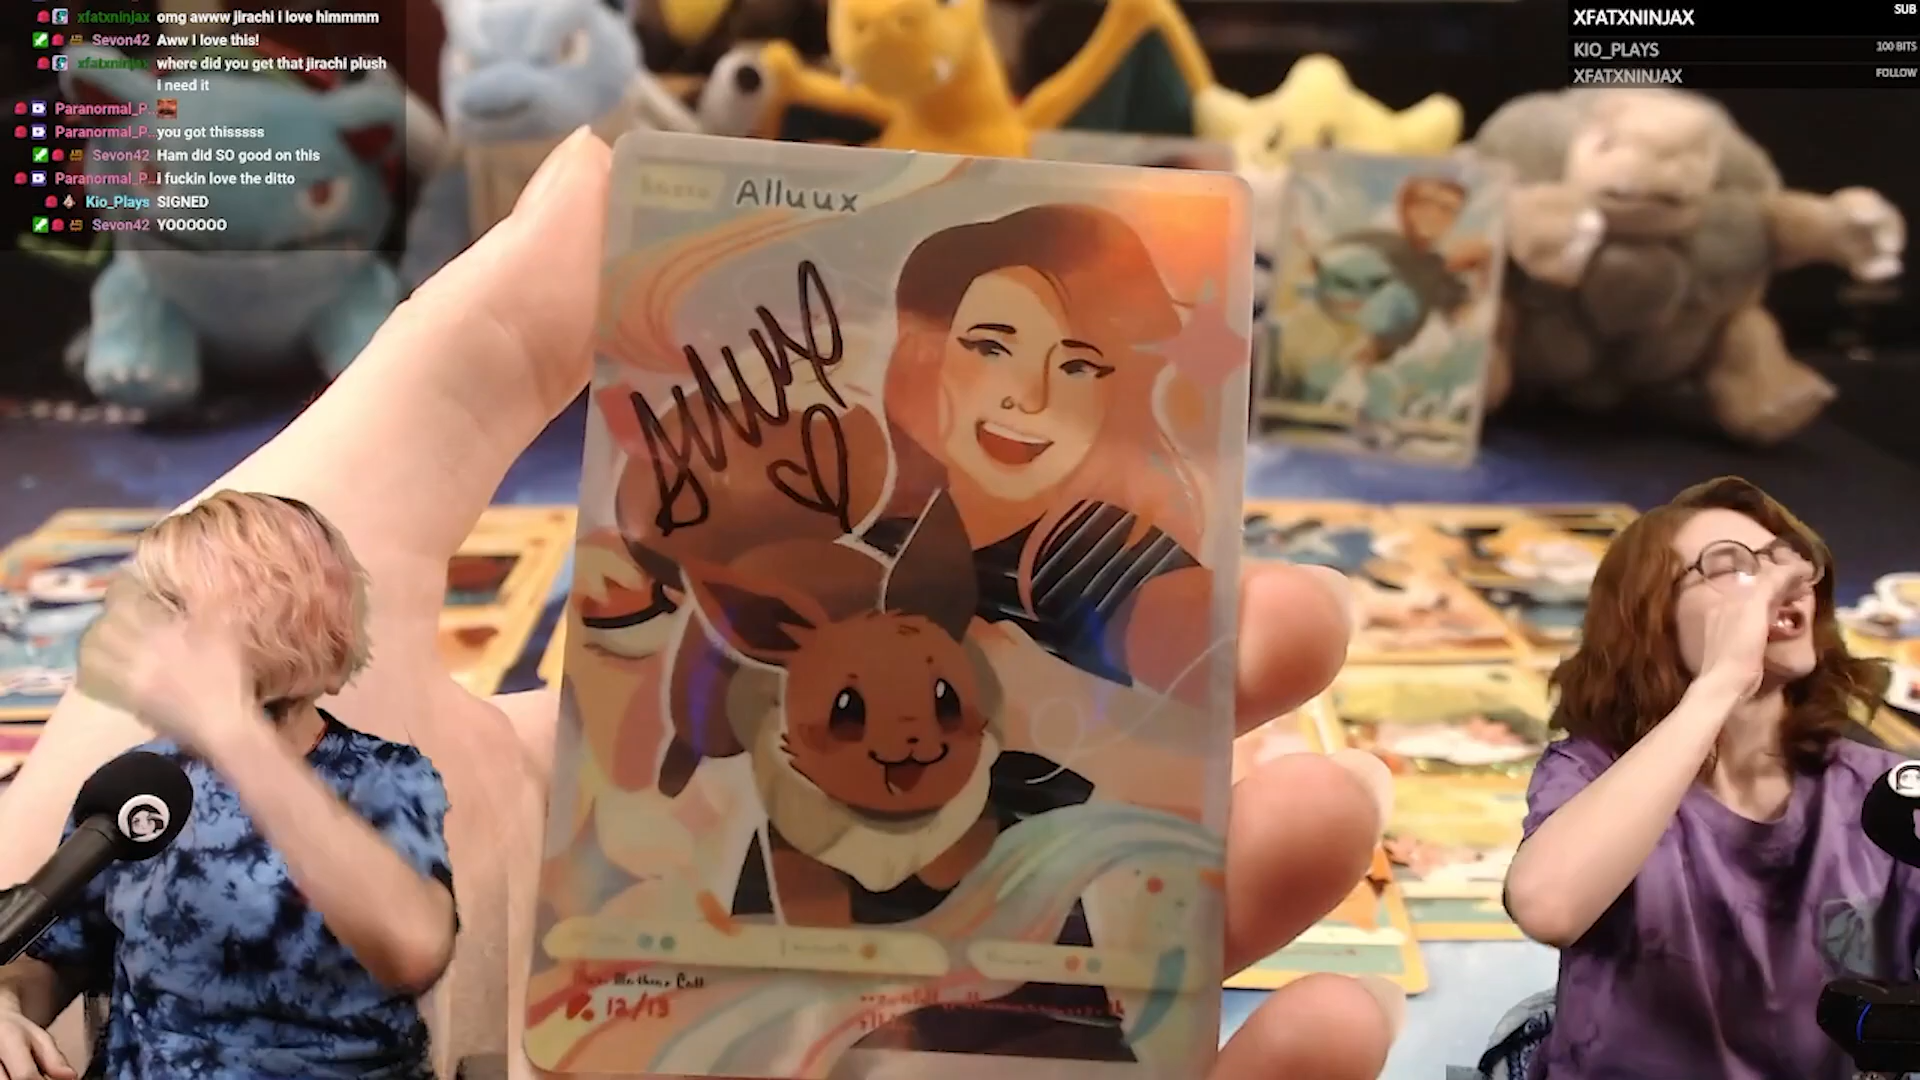 xfatxninjax omg awww jirachi i love himmmm
Sevon42 Aww I love this!
xfatxninjax where did you get that jirachi plush
i need it
Paranormal_P...
Paranormal_P... you got thisssss
Sevon42 Ham did SO good on this
Paranormal_P... i fuckin love the ditto
Kio_Plays SIGNED
Sevon42 YOOOOOO
XFATXNINJAX SUB
KIO_PLAYS 100 BITS
XFATXNINJAX FOLLOW
Alluux
Alluux
12/13